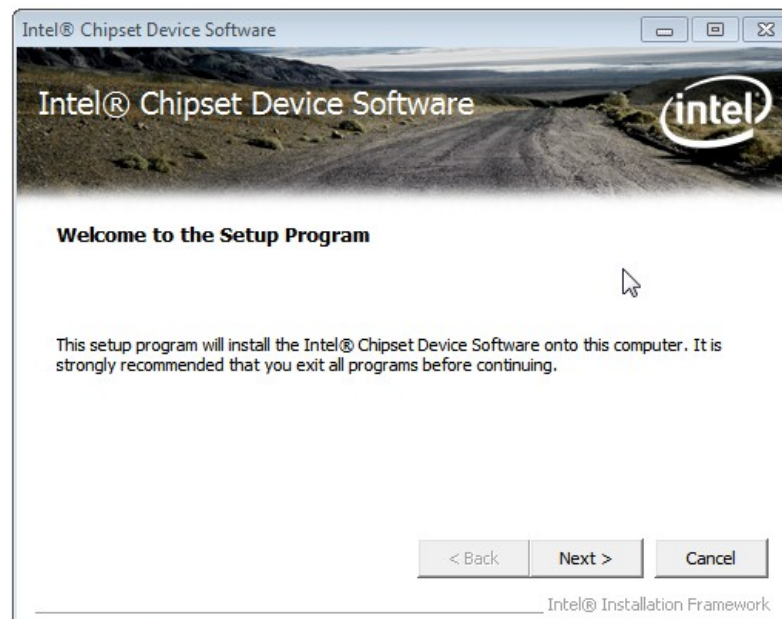 Intel® Chipset Device Software
Intel® Chipset Device Software
intel
Welcome to the Setup Program
This setup program will install the Intel® Chipset Device Software onto this computer. It is
strongly recommended that you exit all programs before continuing.
< Back Next > Cancel
Intel® Installation Framework